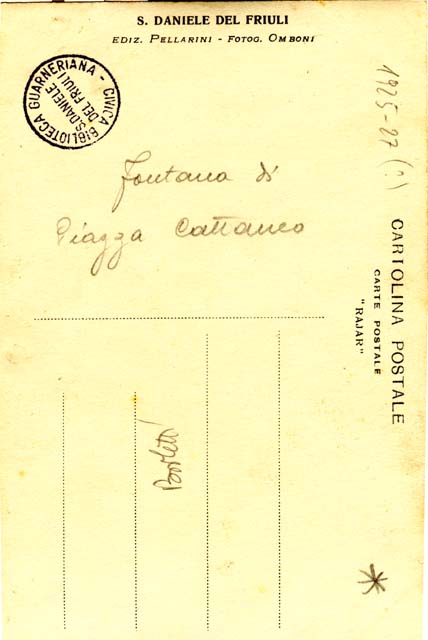 S. DANIELE DEL FRIULI
EDIZ. PELLARINI - FOTOG. OMBONI
CIVICA BIBLIOTECA GUARNERIANA -
S. DANIELE
DEL FRIULI
1925-27 (?)
Fontana di
Piazza Cattaneo
CARTOLINA POSTALE
CARTE POSTALE
"RAJAR"